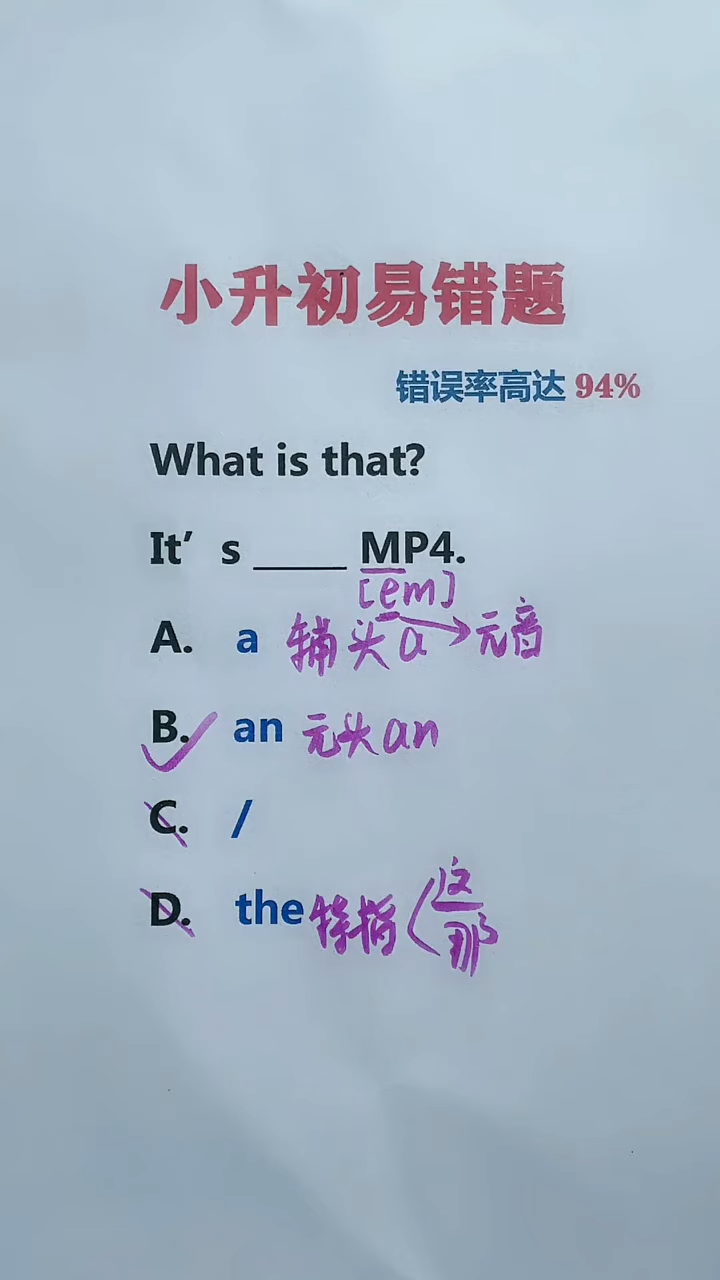 小升初易错题
错误率高达 94%
What is that?
It's _____ MP4.
[em]
A. a 辅头a→元音
B. an 元头an
C. /
D. the 特指(这
那